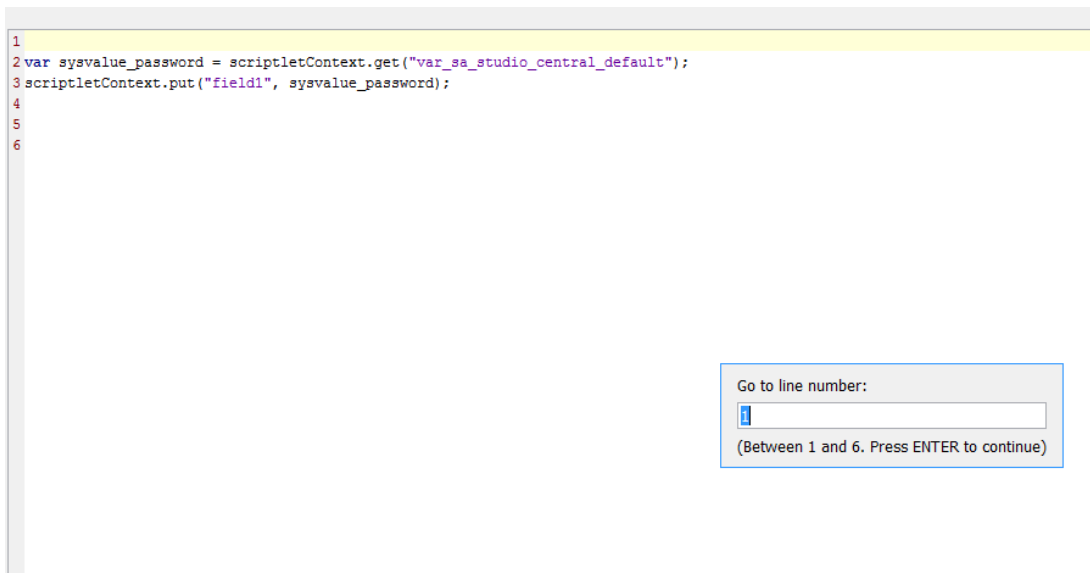 1
2 var sysvalue_password = scriptletContext.get("var_sa_studio_central_default");
3 scriptletContext.put("field1", sysvalue_password);
4
5
6
Go to line number:
1
(Between 1 and 6. Press ENTER to continue)